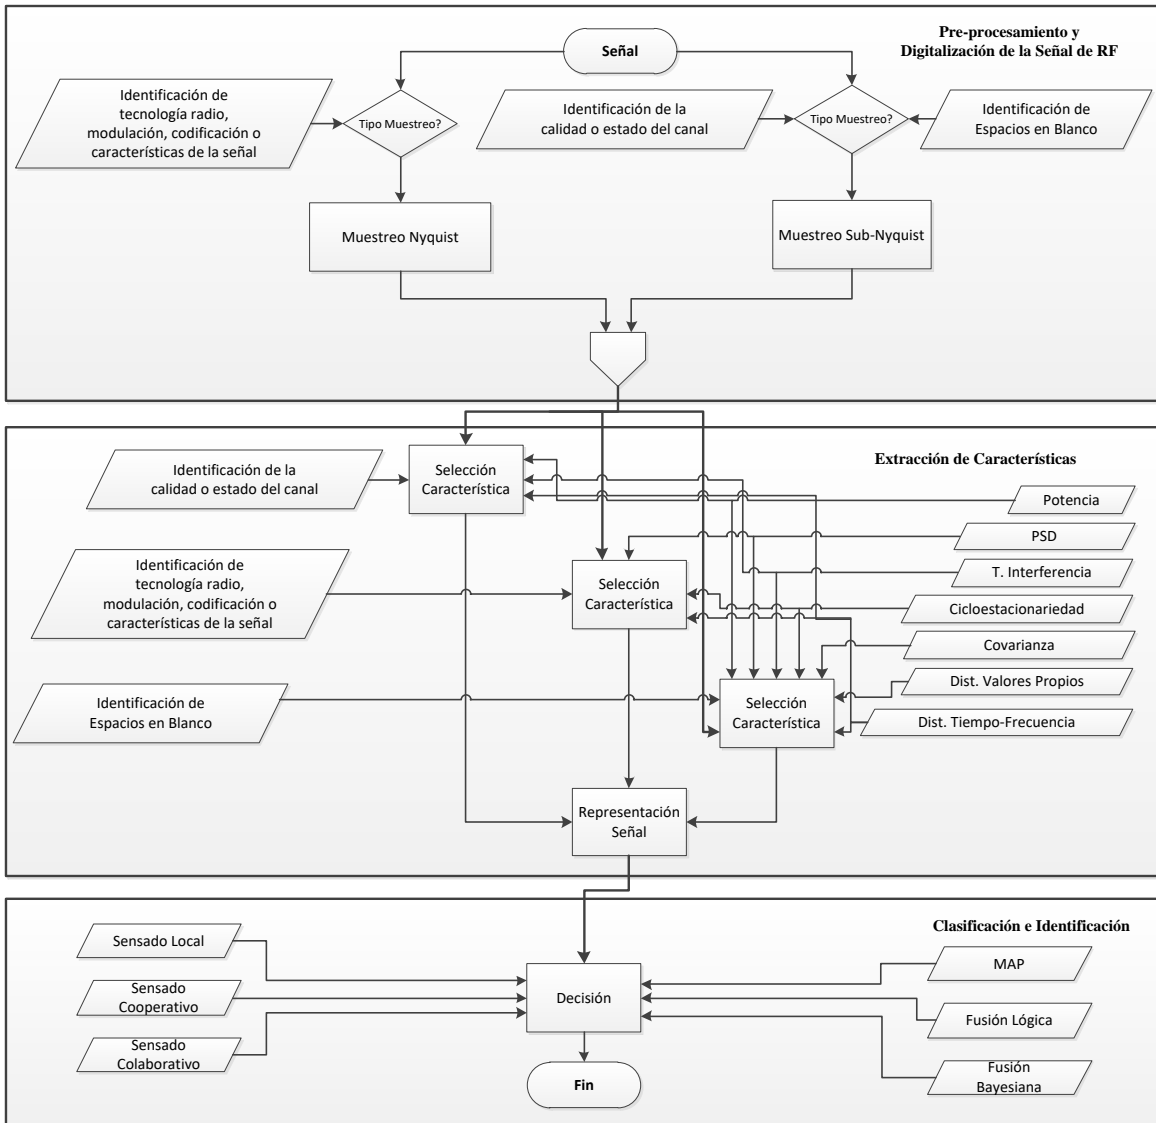 Pre-procesamiento y
Digitalización de la Señal de RF
Señal
Identificación de
tecnología radio,
modulación, codificación o
características de la señal
Tipo Muestreo?
Identificación de la
calidad o estado del canal
Tipo Muestreo?
Identificación de
Espacios en Blanco
Muestreo Nyquist
Muestreo Sub-Nyquist
Extracción de Características
Identificación de la
calidad o estado del canal
Selección
Característica
Potencia
PSD
Identificación de
tecnología radio,
modulación, codificación o
características de la señal
Selección
Característica
T. Interferencia
Cicloestacionariedad
Covarianza
Identificación de
Espacios en Blanco
Selección
Característica
Dist. Valores Propios
Dist. Tiempo-Frecuencia
Representación
Señal
Clasificación e Identificación
Sensado Local
Sensado
Cooperativo
Sensado
Colaborativo
Decisión
MAP
Fusión Lógica
Fusión
Bayesiana
Fin